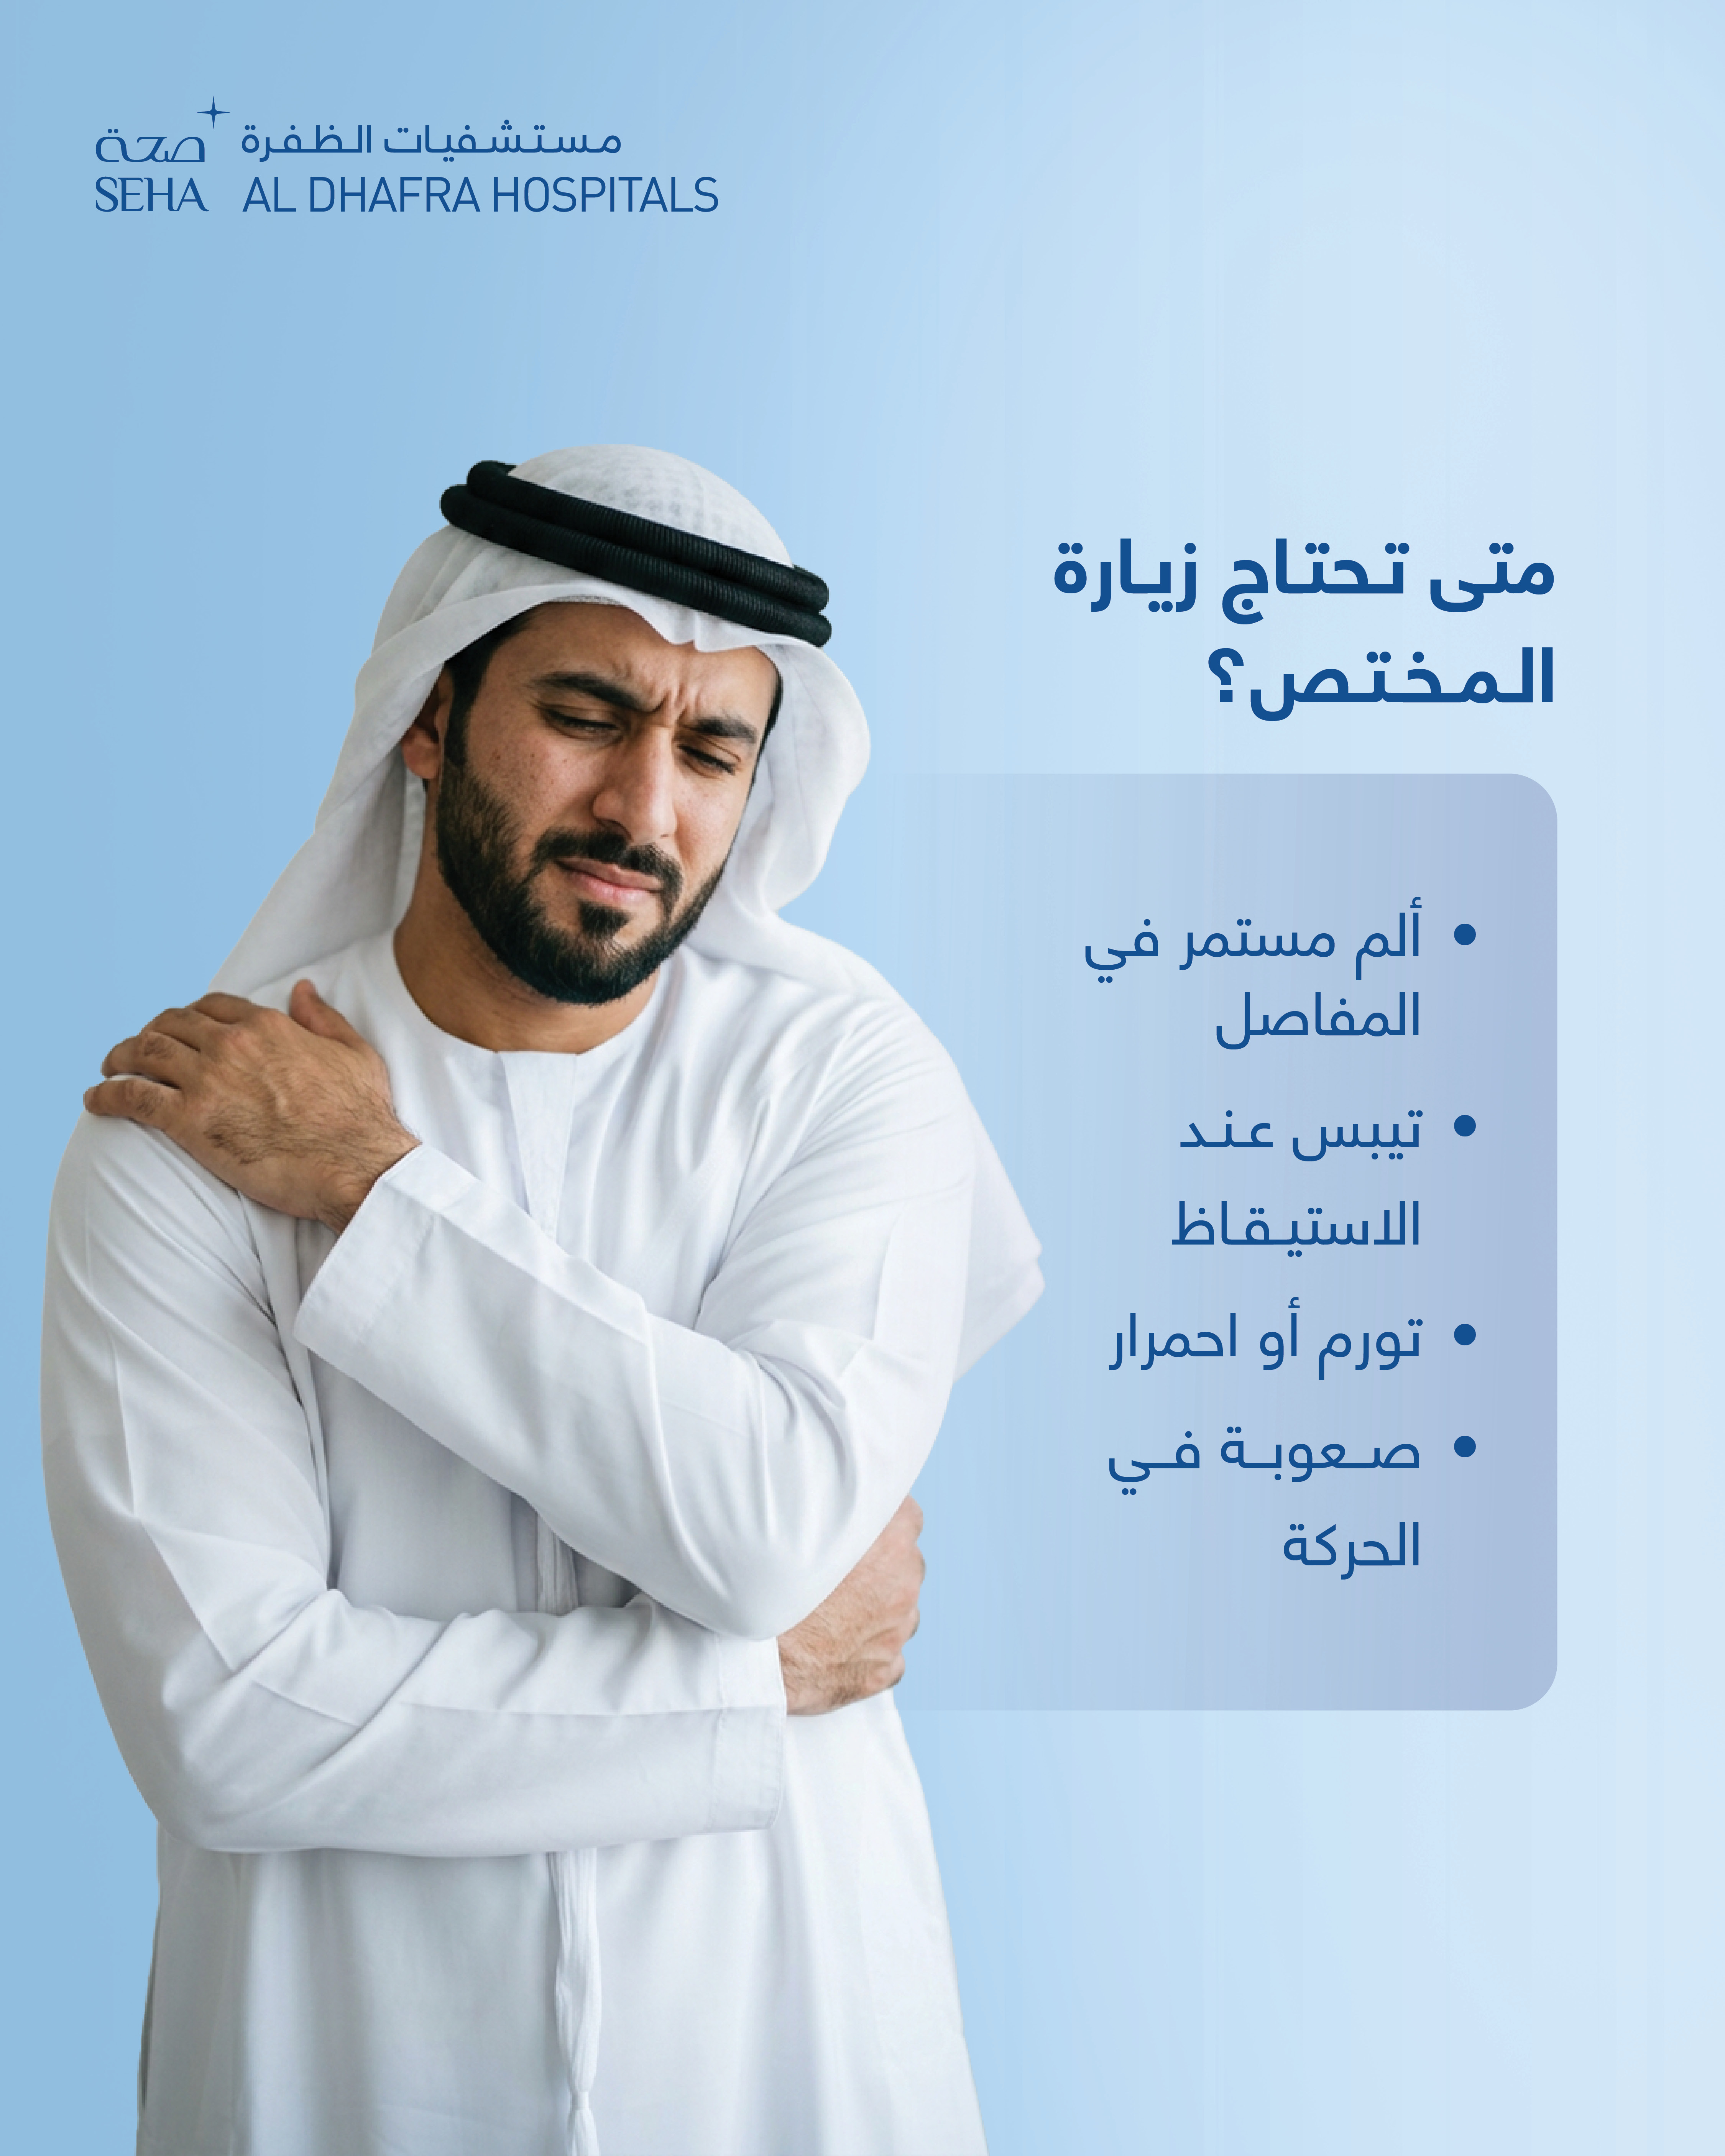 صحة
SEHA
مستشفيات الظفرة
AL DHAFRA HOSPITALS
متى تحتاج زيارة
المختص؟
• ألم مستمر في
المفاصل
• تيبس عند
الاستيقاظ
• تورم أو احمرار
• صعوبة في
الحركة